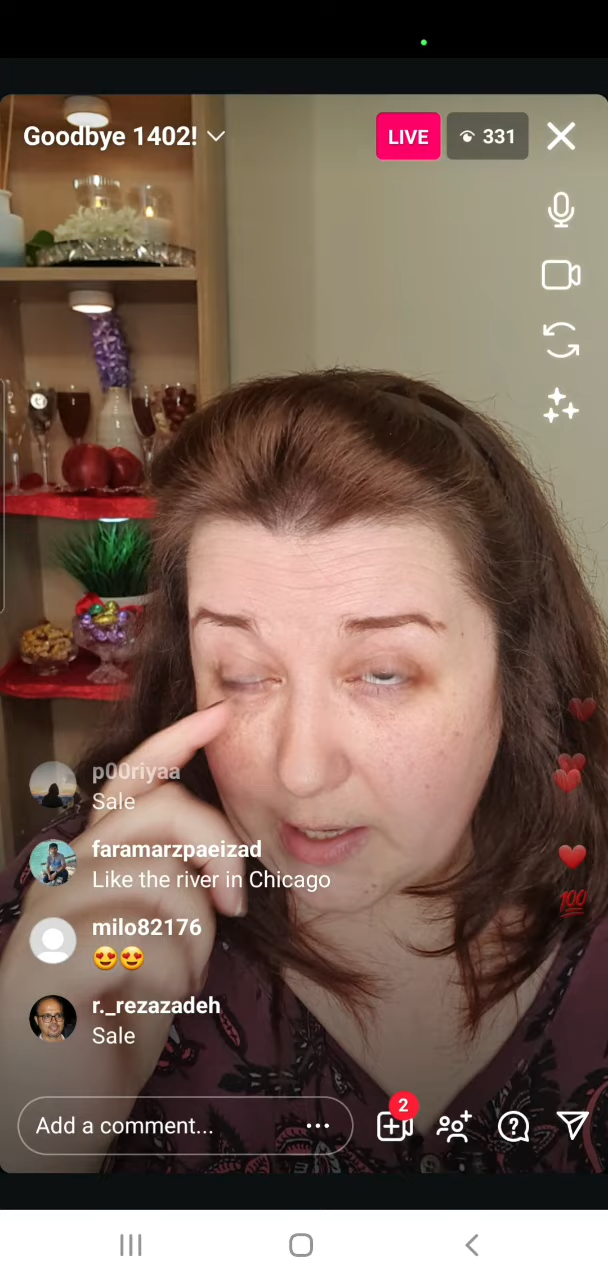 Goodbye 1402!
LIVE
331
p00riyaa
Sale
faramarzpaeizad
Like the river in Chicago
milo82176
😍😍
r._rezazadeh
Sale
💯
Add a comment...
2